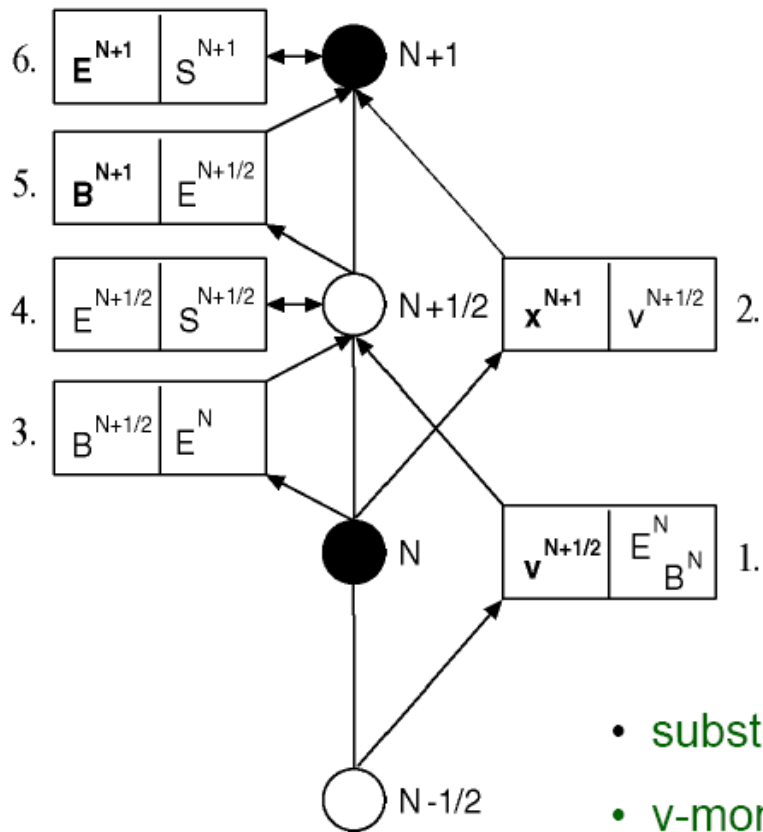 6. E^N+1 S^N+1 N+1
5. B^N+1 E^N+1/2
4. E^N+1/2 S^N+1/2 N+1/2 x^N+1 v^N+1/2 2.
3. B^N+1/2 E^N
N v^N+1/2 E^N B^N 1.
• subst
N-1/2
• v-mor